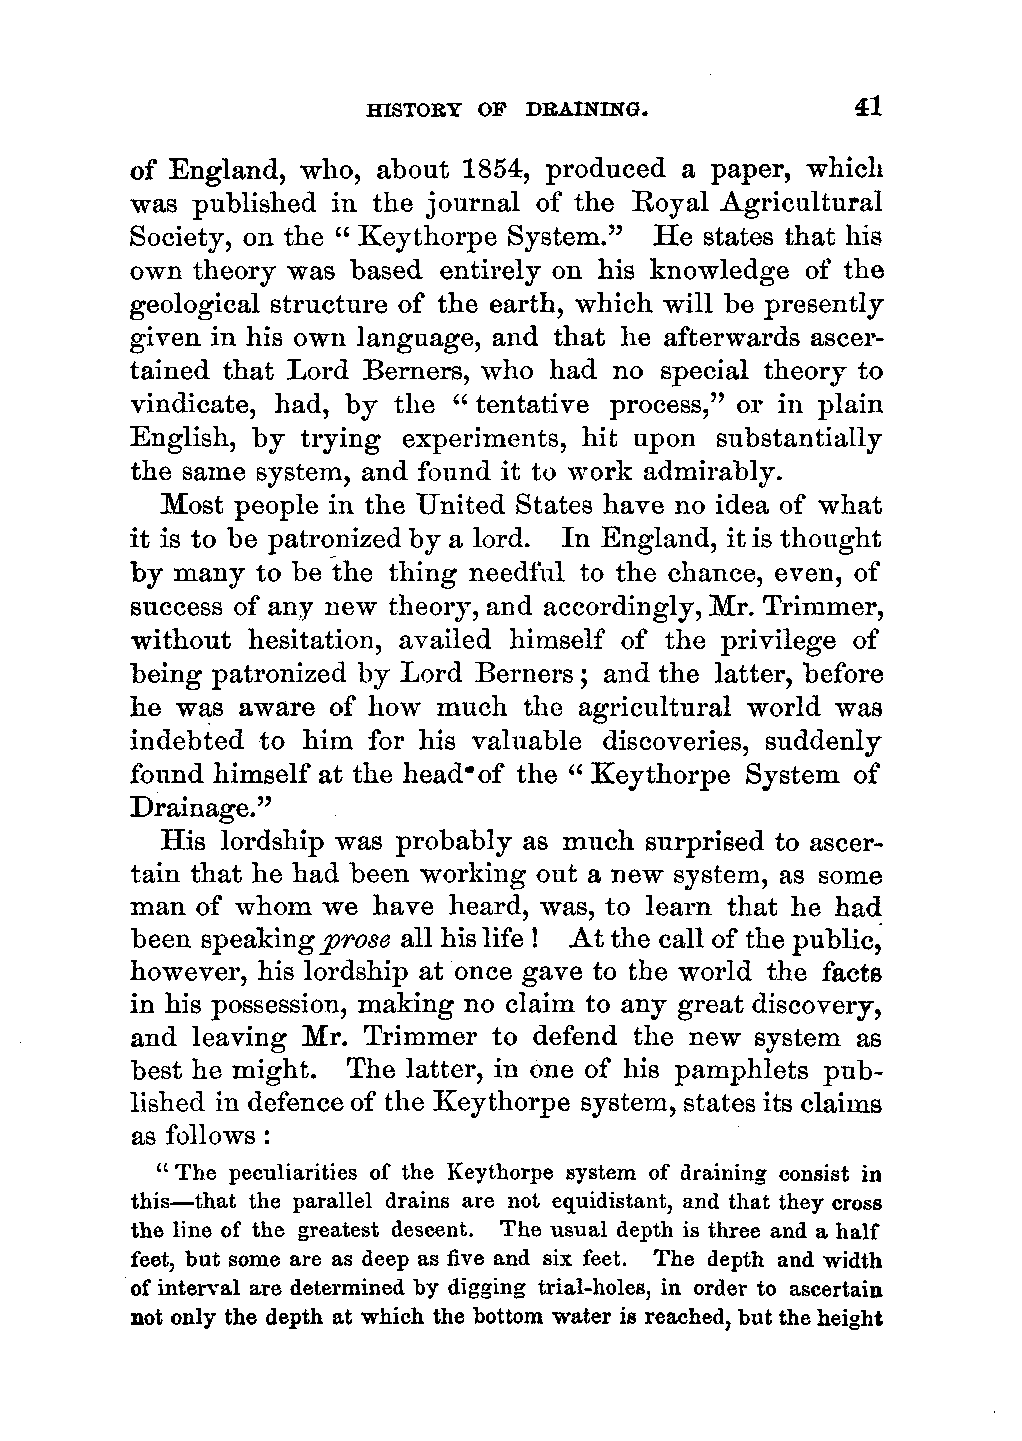 HISTORY OF DRAINING. 41
of England, who, about 1854, produced a paper, which
was published in the journal of the Royal Agricultural
Society, on the “ Keythorpe System.” He states that his
own theory was based entirely on his knowledge of the
geological structure of the earth, which will be presently
given in his own language, and that he afterwards ascer-
tained that Lord Berners, who had no special theory to
vindicate, had, by the “ tentative process,” or in plain
English, by trying experiments, hit upon substantially
the same system, and found it to work admirably.
Most people in the United States have no idea of what
it is to be patronized by a lord. In England, it is thought
by many to be the thing needful to the chance, even, of
success of any new theory, and accordingly, Mr. Trimmer,
without hesitation, availed himself of the privilege of
being patronized by Lord Berners ; and the latter, before
he was aware of how much the agricultural world was
indebted to him for his valuable discoveries, suddenly
found himself at the head of the “ Keythorpe System of
Drainage.”
His lordship was probably as much surprised to ascer-
tain that he had been working out a new system, as some
man of whom we have heard, was, to learn that he had
been speaking prose all his life ! At the call of the public,
however, his lordship at once gave to the world the facts
in his possession, making no claim to any great discovery,
and leaving Mr. Trimmer to defend the new system as
best he might. The latter, in one of his pamphlets pub-
lished in defence of the Keythorpe system, states its claims
as follows :
“ The peculiarities of the Keythorpe system of draining consist in
this—that the parallel drains are not equidistant, and that they cross
the line of the greatest descent. The usual depth is three and a half
feet, but some are as deep as five and six feet. The depth and width
of interval are determined by digging trial-holes, in order to ascertain
not only the depth at which the bottom water is reached, but the height